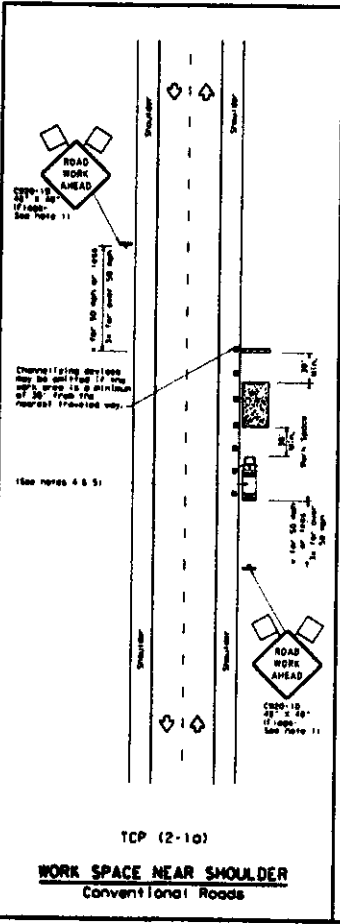 Shoulder
Shoulder
ROAD
WORK
AHEAD
CW20-1D
48" X 48"
(Flags-
See note 1)
x for 50 mph or less
3x for over 50 mph
Channelizing devices
may be omitted if the
work area is a minimum
of 30' from the
nearest traveled way.
30'
min.
30'
min.
Work Space
(See notes 4 & 5)
x for 50 mph
or less
3x for over
50 mph
Shoulder
Shoulder
ROAD
WORK
AHEAD
CW20-1D
48" X 48"
(Flags-
See note 1)
TCP (2-1a)
WORK SPACE NEAR SHOULDER
Conventional Roads